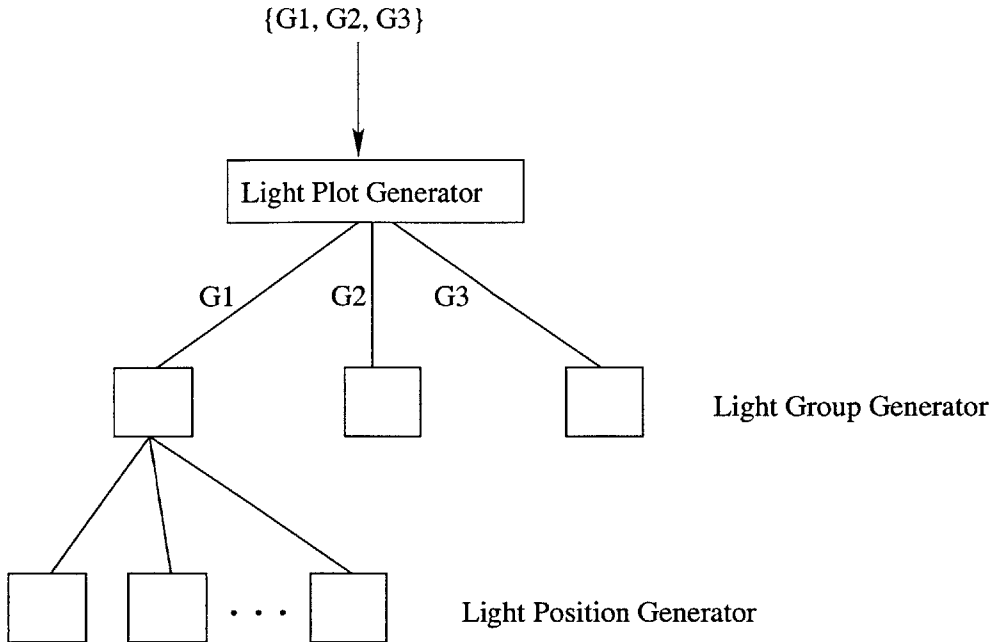 {G1, G2, G3}
Light Plot Generator
G1
G2
G3
Light Group Generator
. . .
Light Position Generator